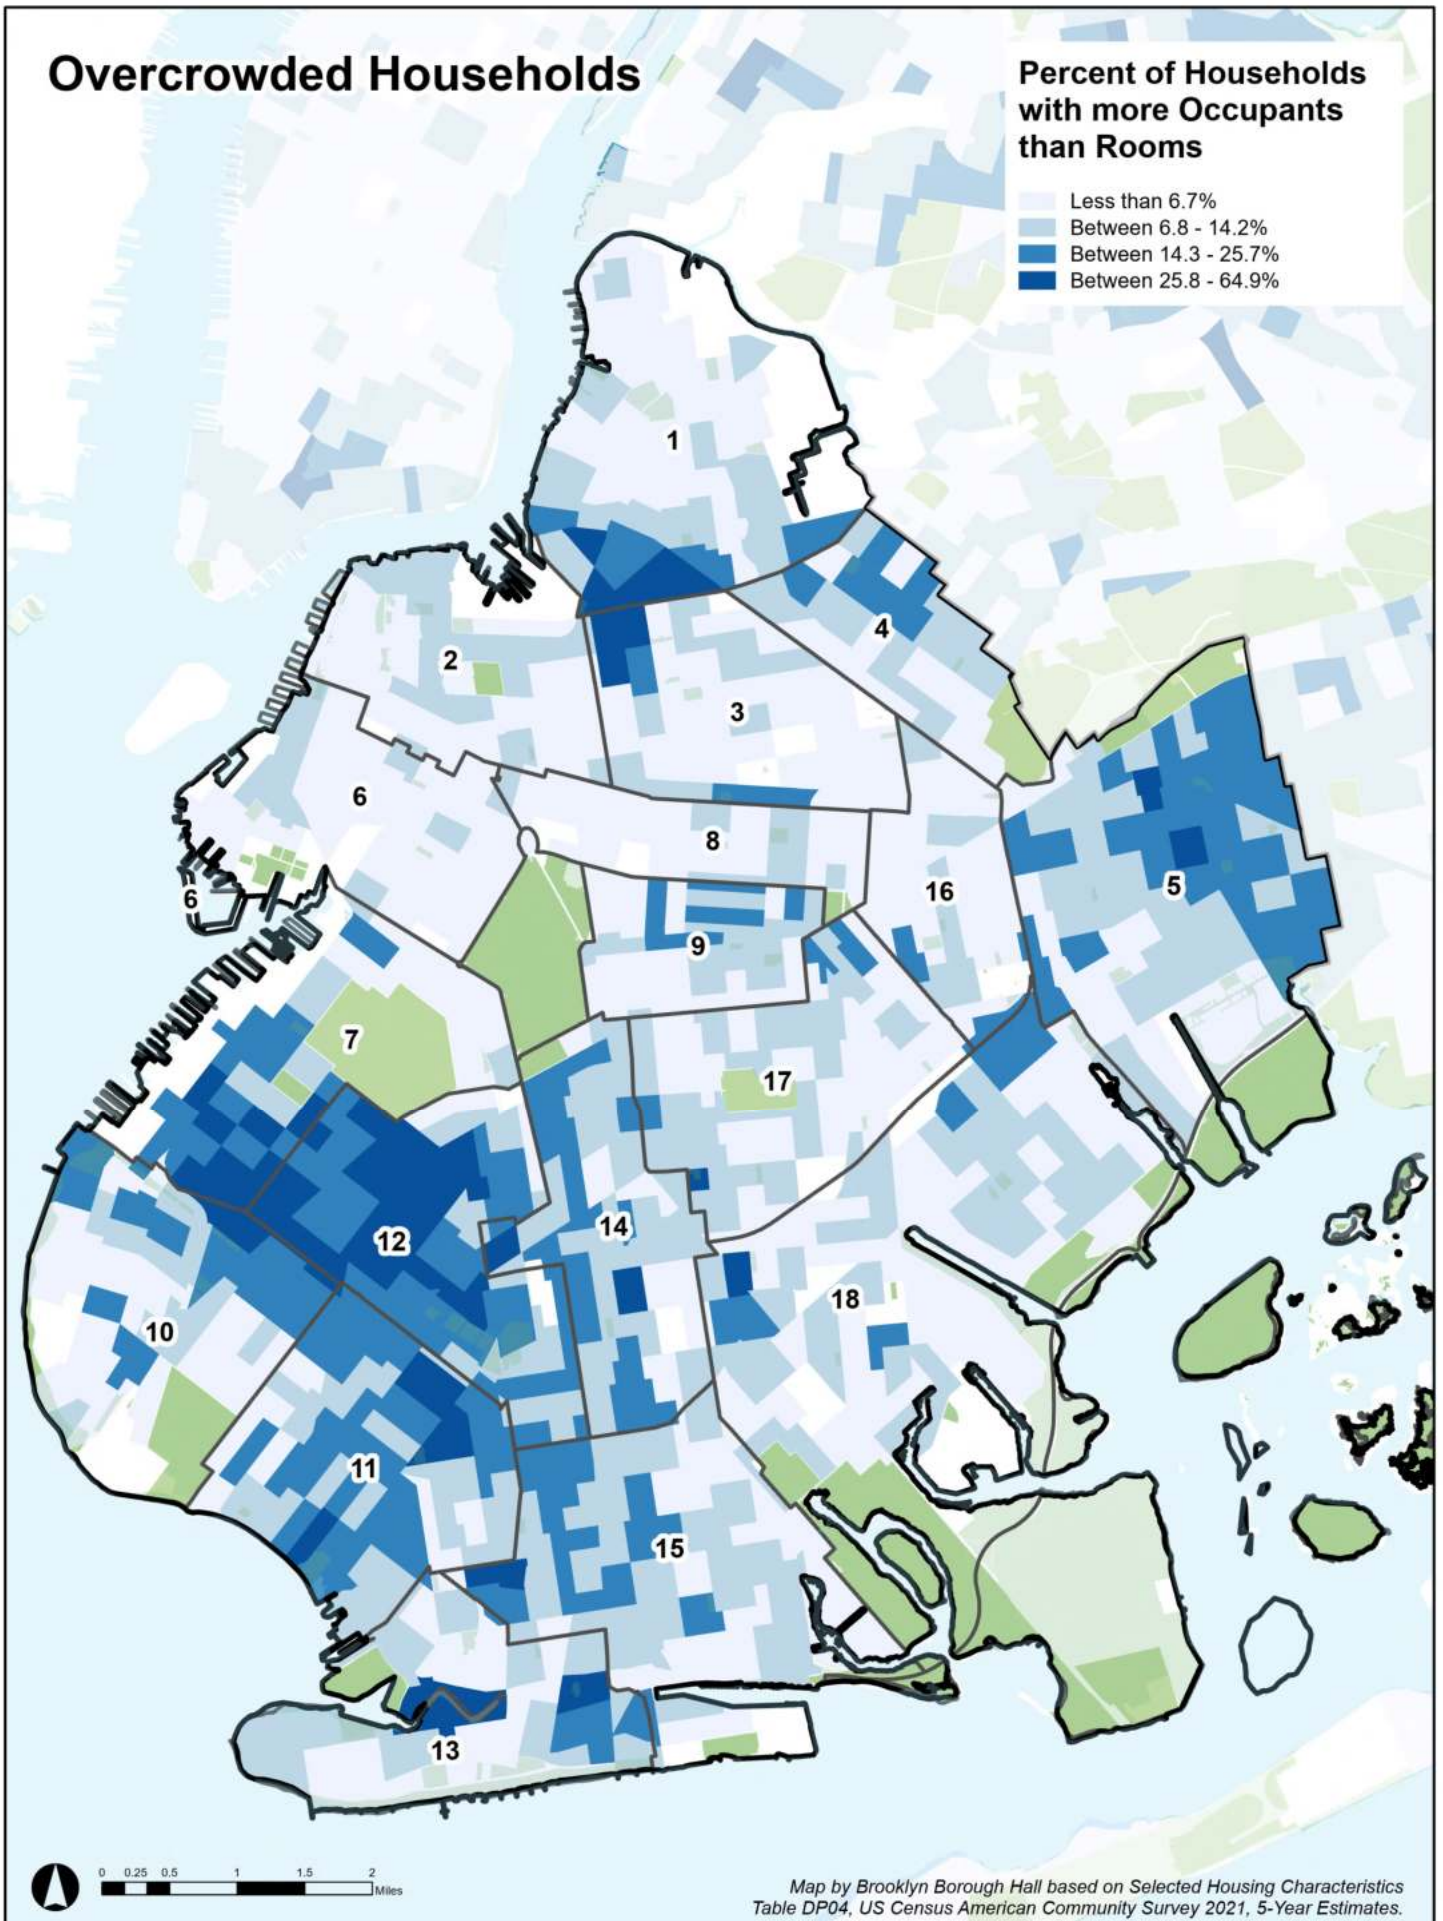 Overcrowded Households
Percent of Households
with more Occupants
than Rooms
Less than 6.7%
Between 6.8 - 14.2%
Between 14.3 - 25.7%
Between 25.8 - 64.9%
1
4
2
3
6
8
5
16
6
9
7
17
14
12
18
10
11
15
13
0 0.25 0.5 1 1.5 2
Miles
Map by Brooklyn Borough Hall based on Selected Housing Characteristics
Table DP04, US Census American Community Survey 2021, 5-Year Estimates.